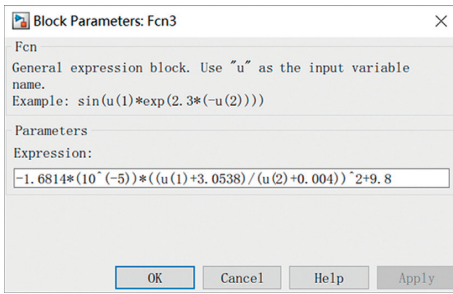 Block Parameters: Fcn3
Fcn
General expression block. Use "u" as the input variable
name.
Example: sin(u(1)*exp(2.3*(-u(2))))
Parameters
Expression:
-1.6814*(10^(-5))*((u(1)+3.0538)/(u(2)+0.004))^2+9.8
OK Cancel Help Apply